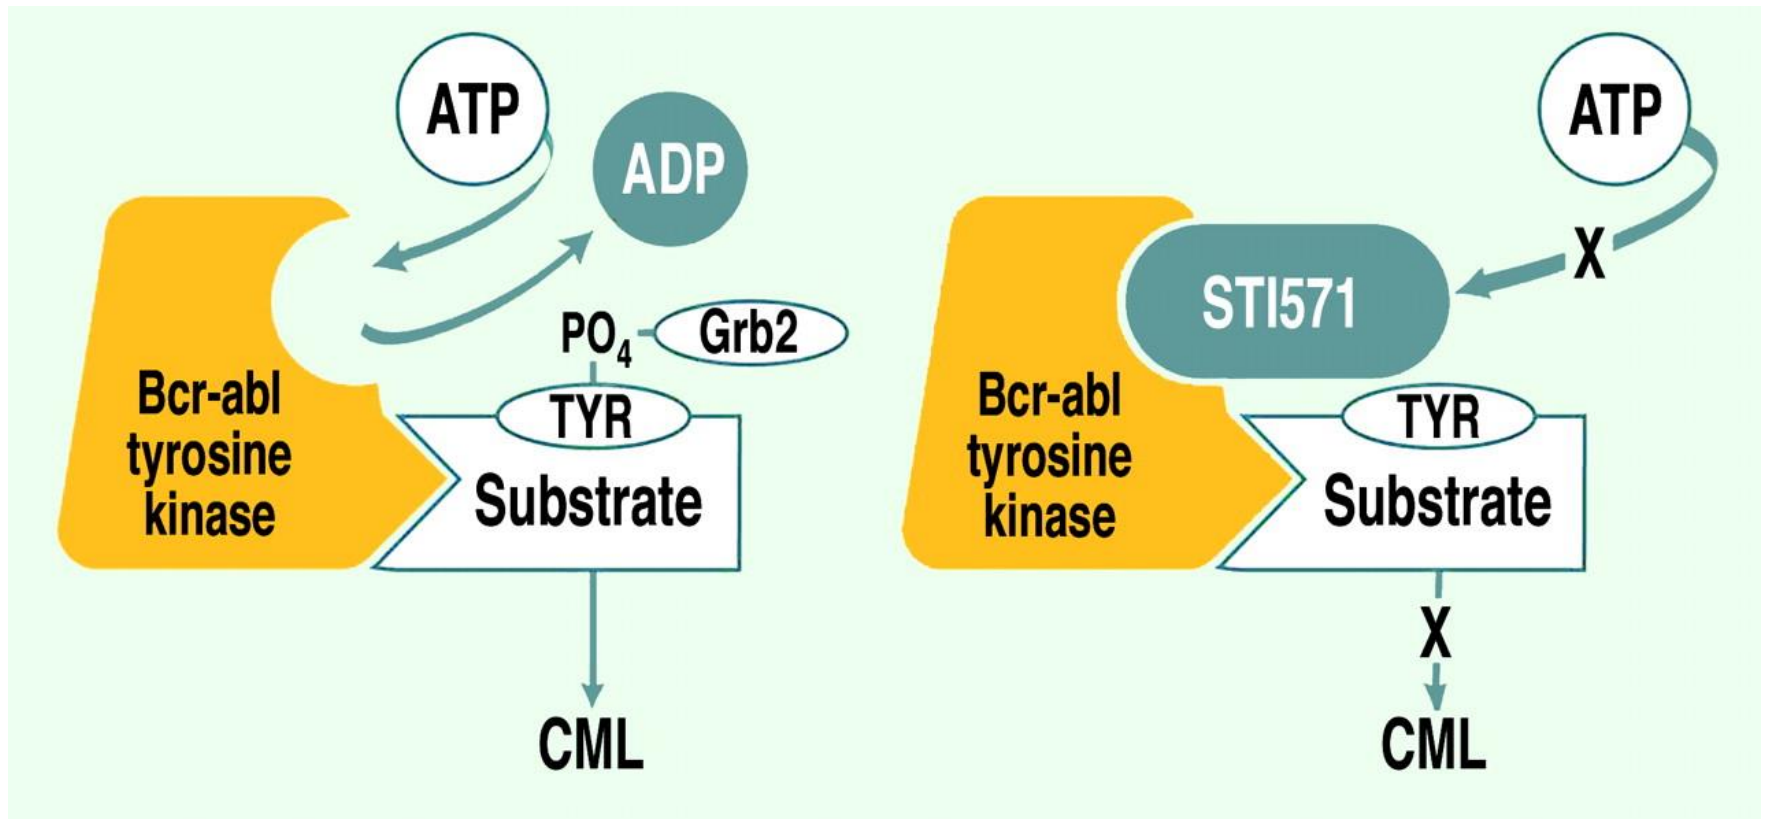 ATP
ADP
PO₄
Grb2
Bcr-abl
tyrosine
kinase
TYR
Substrate
CML
ATP
X
STI571
Bcr-abl
tyrosine
kinase
TYR
Substrate
X
CML